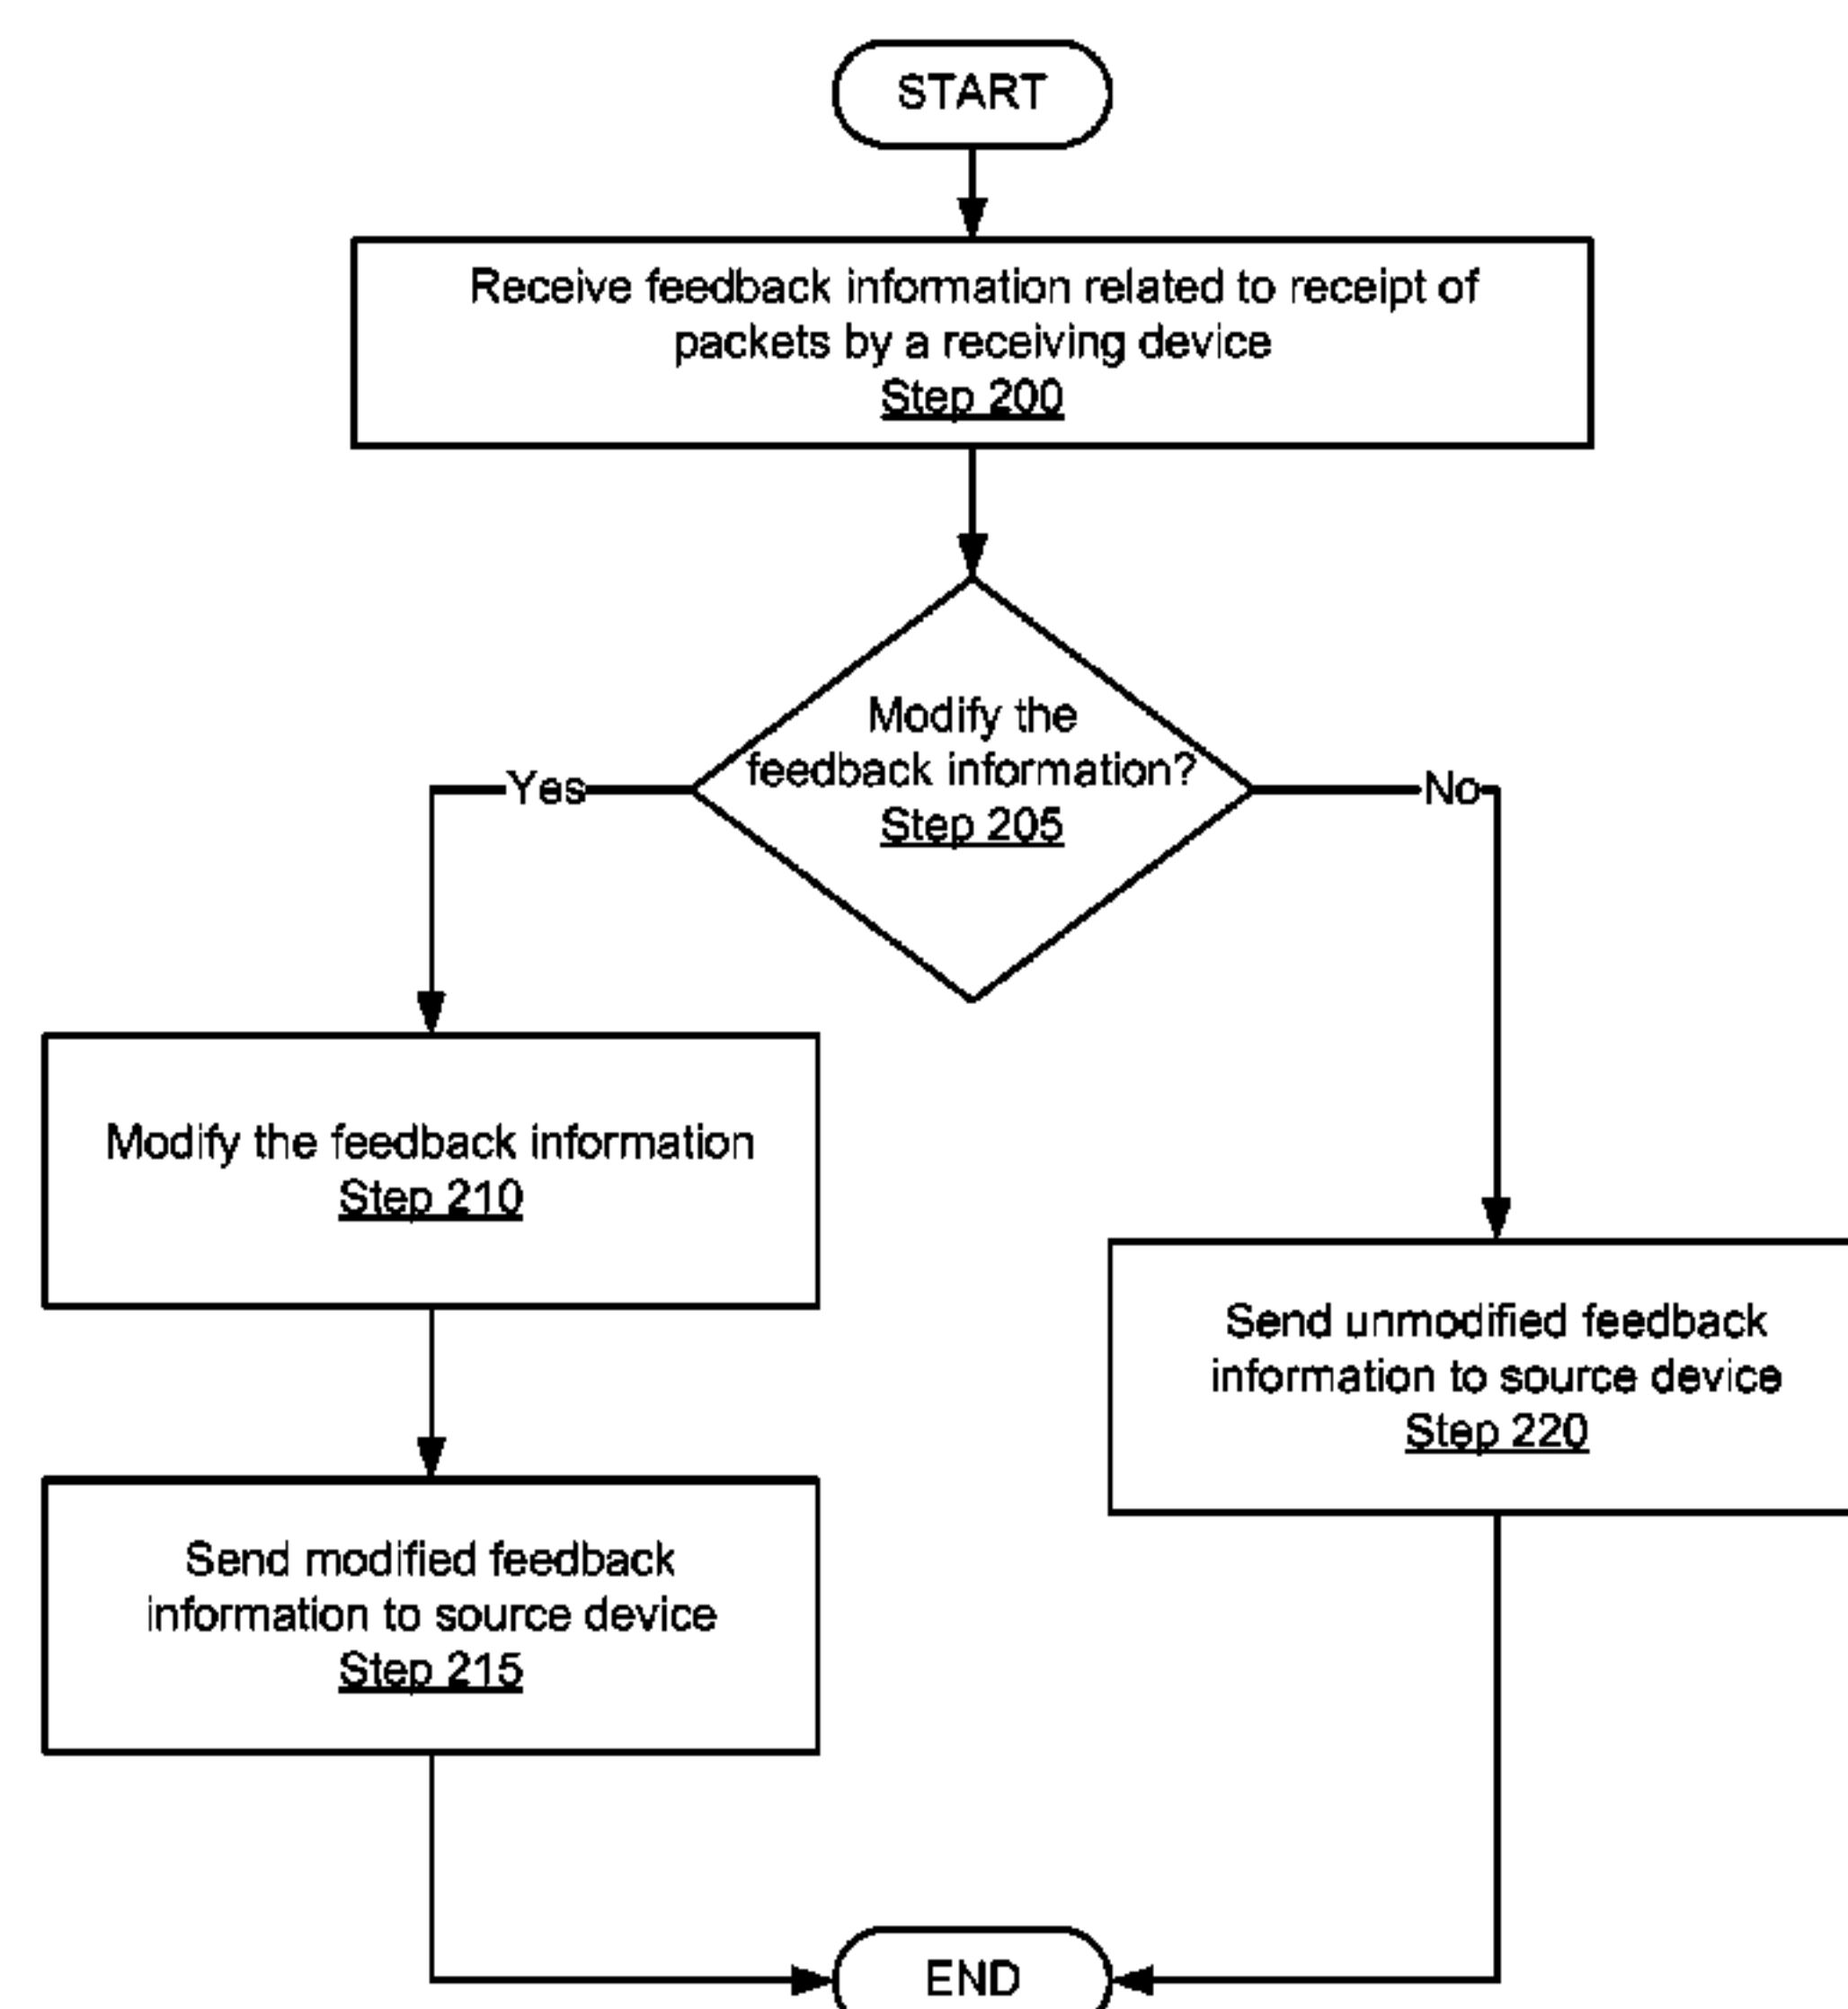 START
Receive feedback information related to receipt of
packets by a receiving device
Step 200
Modify the
feedback information?
Step 205
Yes
No
Modify the feedback information
Step 210
Send unmodified feedback
information to source device
Step 220
Send modified feedback
information to source device
Step 215
END